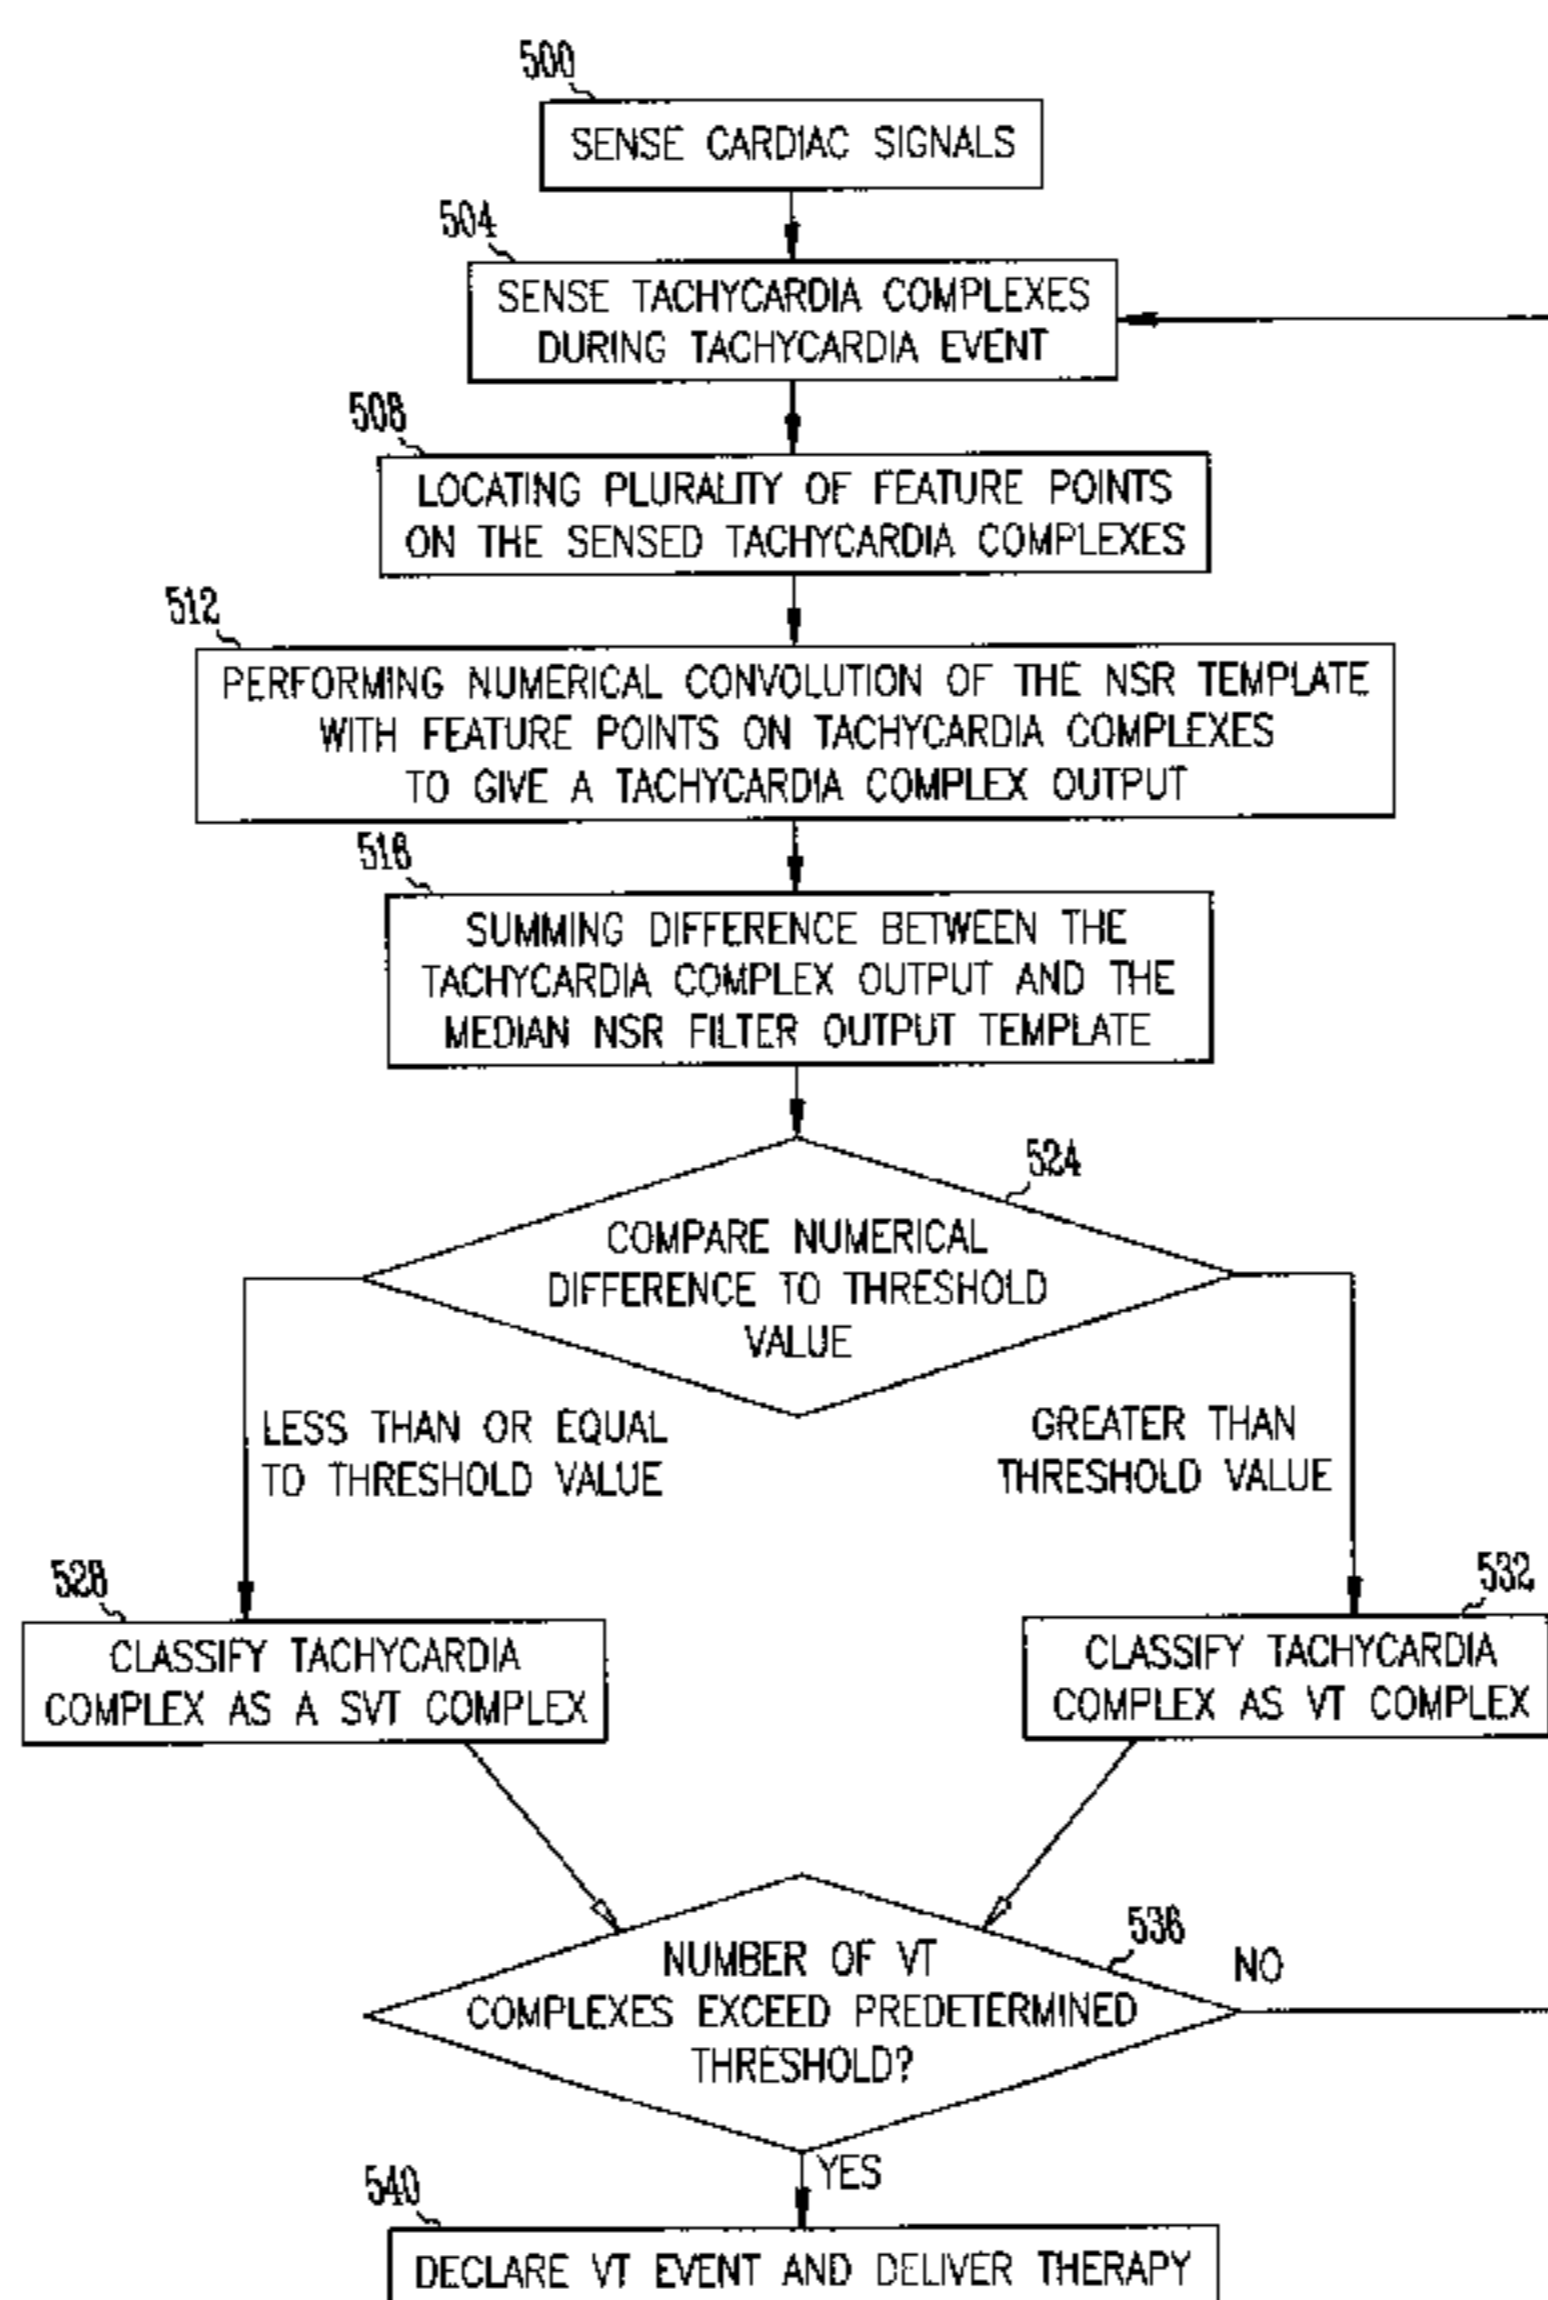 500
SENSE CARDIAC SIGNALS
504
SENSE TACHYCARDIA COMPLEXES
DURING TACHYCARDIA EVENT
508
LOCATING PLURALITY OF FEATURE POINTS
ON THE SENSED TACHYCARDIA COMPLEXES
512
PERFORMING NUMERICAL CONVOLUTION OF THE NSR TEMPLATE
WITH FEATURE POINTS ON TACHYCARDIA COMPLEXES
TO GIVE A TACHYCARDIA COMPLEX OUTPUT
516
SUMMING DIFFERENCE BETWEEN THE
TACHYCARDIA COMPLEX OUTPUT AND THE
MEDIAN NSR FILTER OUTPUT TEMPLATE
524
COMPARE NUMERICAL
DIFFERENCE TO THRESHOLD
VALUE
LESS THAN OR EQUAL
TO THRESHOLD VALUE
GREATER THAN
THRESHOLD VALUE
528
CLASSIFY TACHYCARDIA
COMPLEX AS A SVT COMPLEX
532
CLASSIFY TACHYCARDIA
COMPLEX AS VT COMPLEX
536
NUMBER OF VT
COMPLEXES EXCEED PREDETERMINED
THRESHOLD?
NO
YES
540
DECLARE VT EVENT AND DELIVER THERAPY